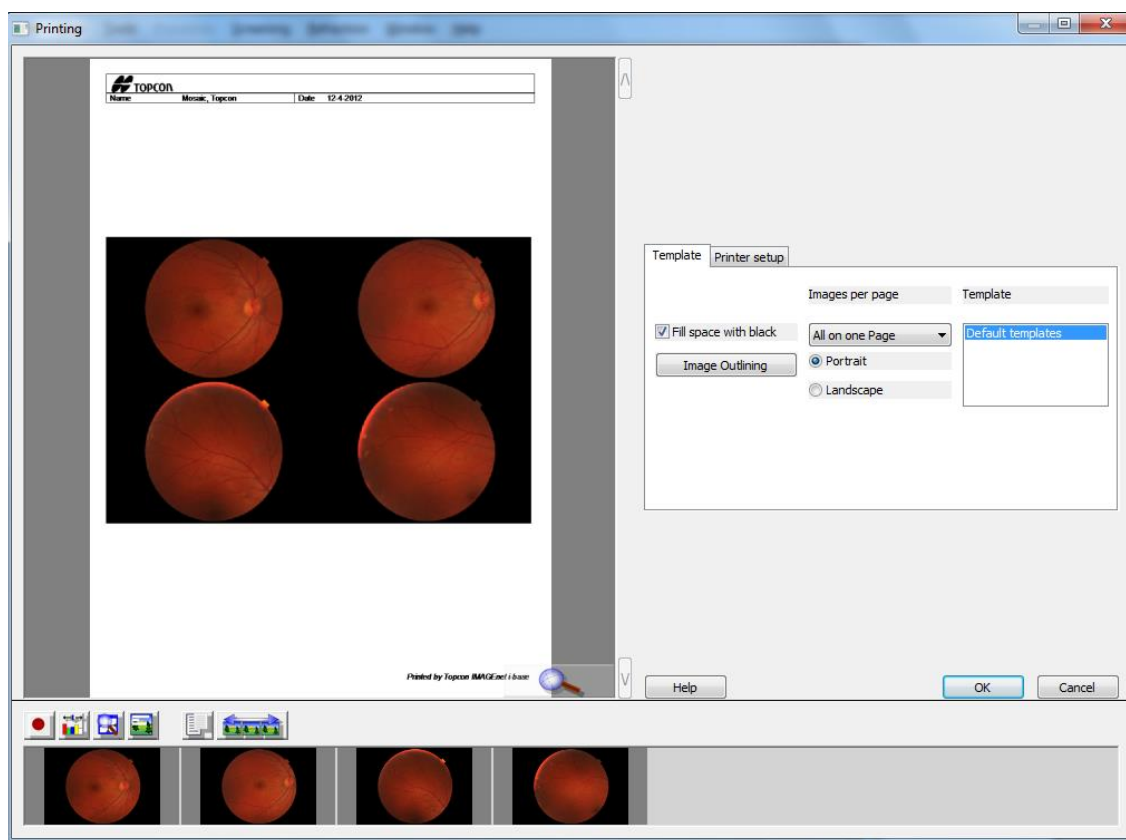 Printing
TOPCON
Name Mosaic, Topcon Date 12-4-2012
Template Printer setup
Images per page Template
Fill space with black All on one Page Default templates
Image Outlining Portrait
Landscape
Printed by Topcon IMAGEnet i-base
Help OK Cancel